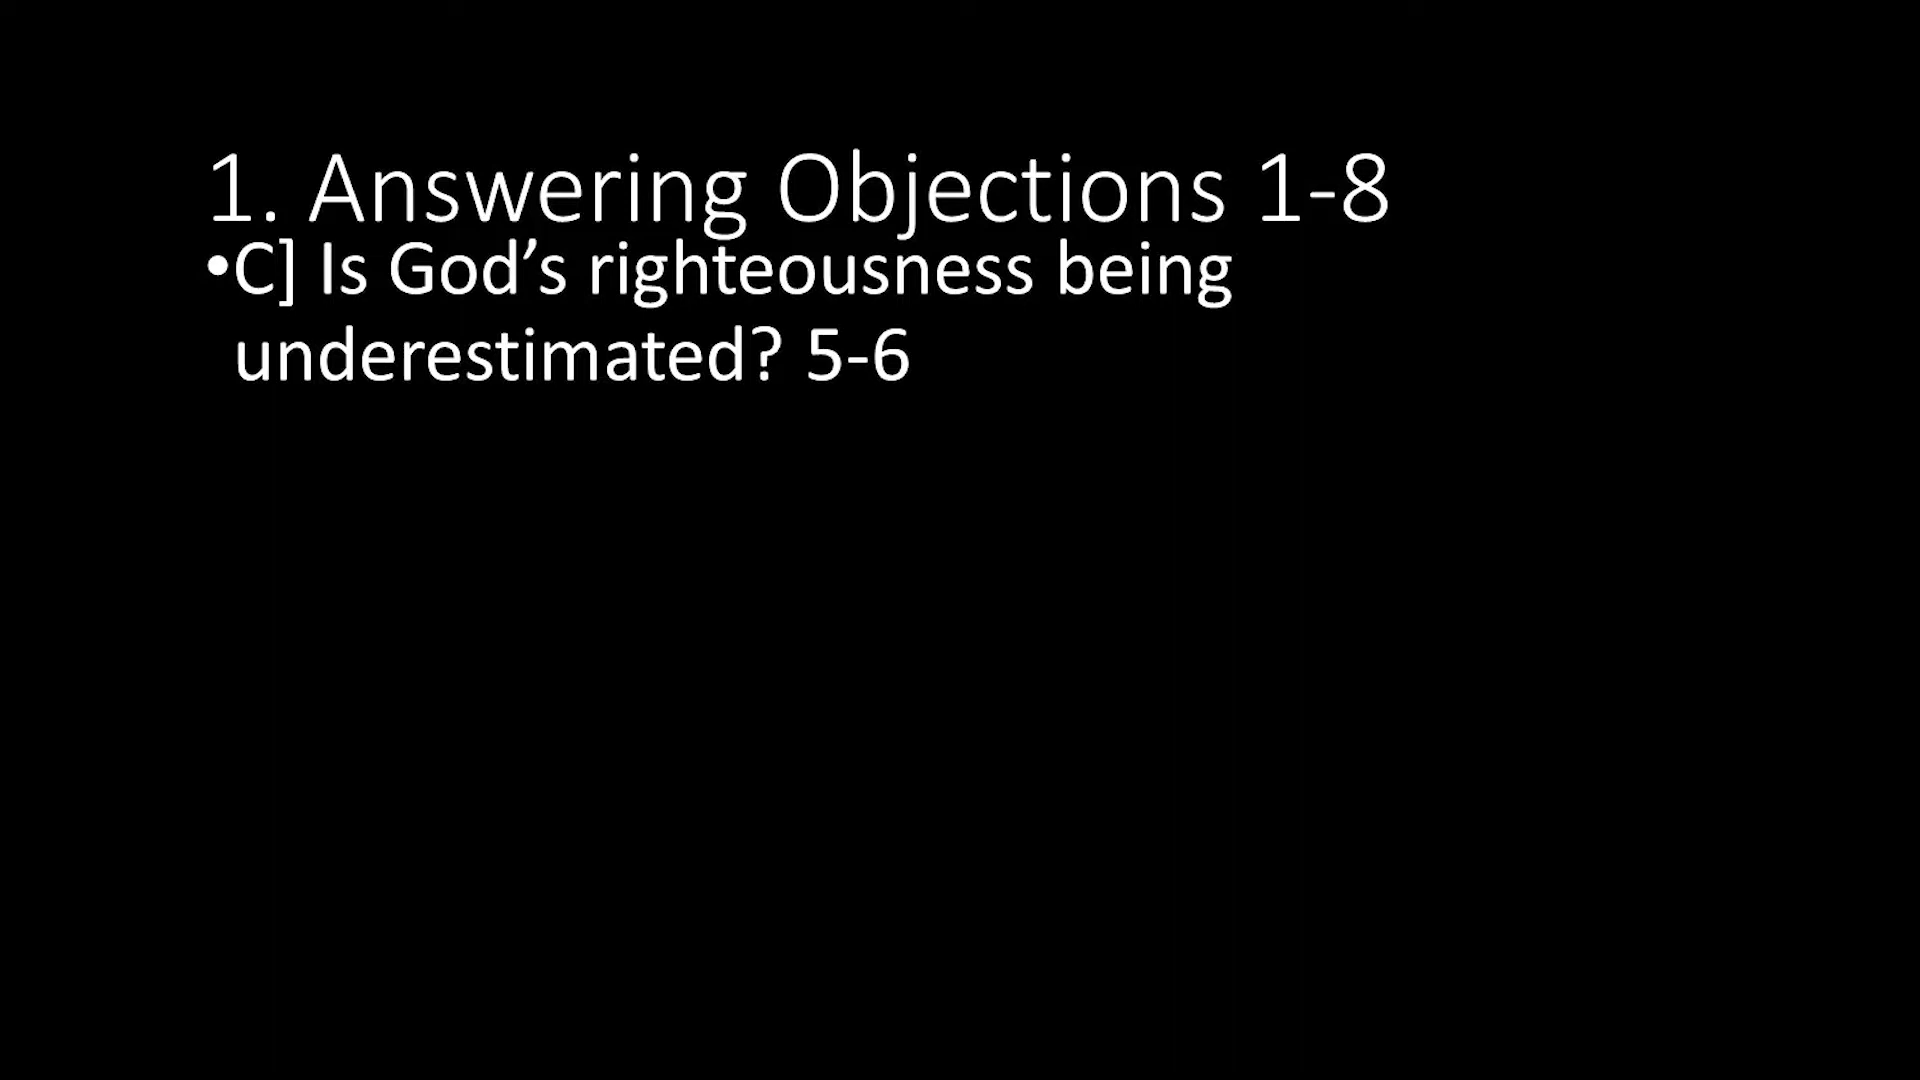 1. Answering Objections 1-8
•C] Is God’s righteousness being
underestimated? 5-6